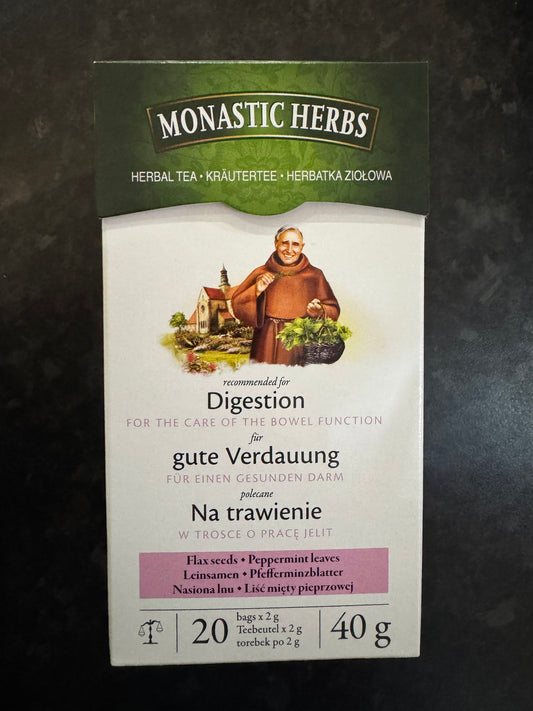 MONASTIC HERBS
HERBAL TEA • KRÄUTERTEE • HERBATKA ZIOŁOWA
recommended for
Digestion
FOR THE CARE OF THE BOWEL FUNCTION
für
gute Verdauung
FÜR EINEN GESUNDEN DARM
polecane
Na trawienie
W TROSCE O PRACĘ JELIT
Flax seeds • Peppermint leaves
Leinsamen • Pfefferminzblatter
Nasiona lnu • Liść mięty pieprzowej
20
bags x 2 g
Teebeutel x 2 g
torebek po 2 g
40 g